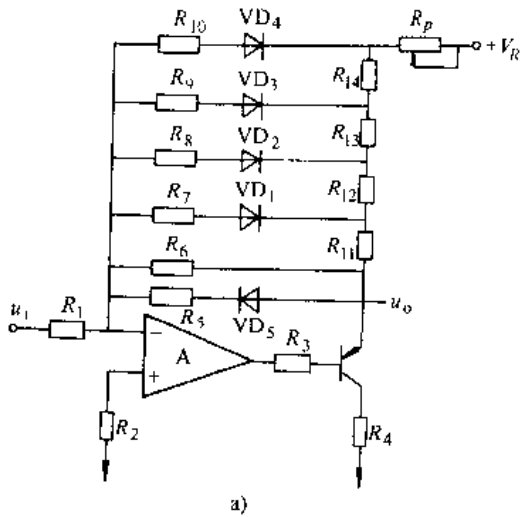 R10
VD4
Rp
+VR
R14
R9
VD3
R13
R8
VD2
R12
R7
VD1
R11
R6
uo
R5
VD5
uI
R1
−
A
R3
+
R2
R4
a)